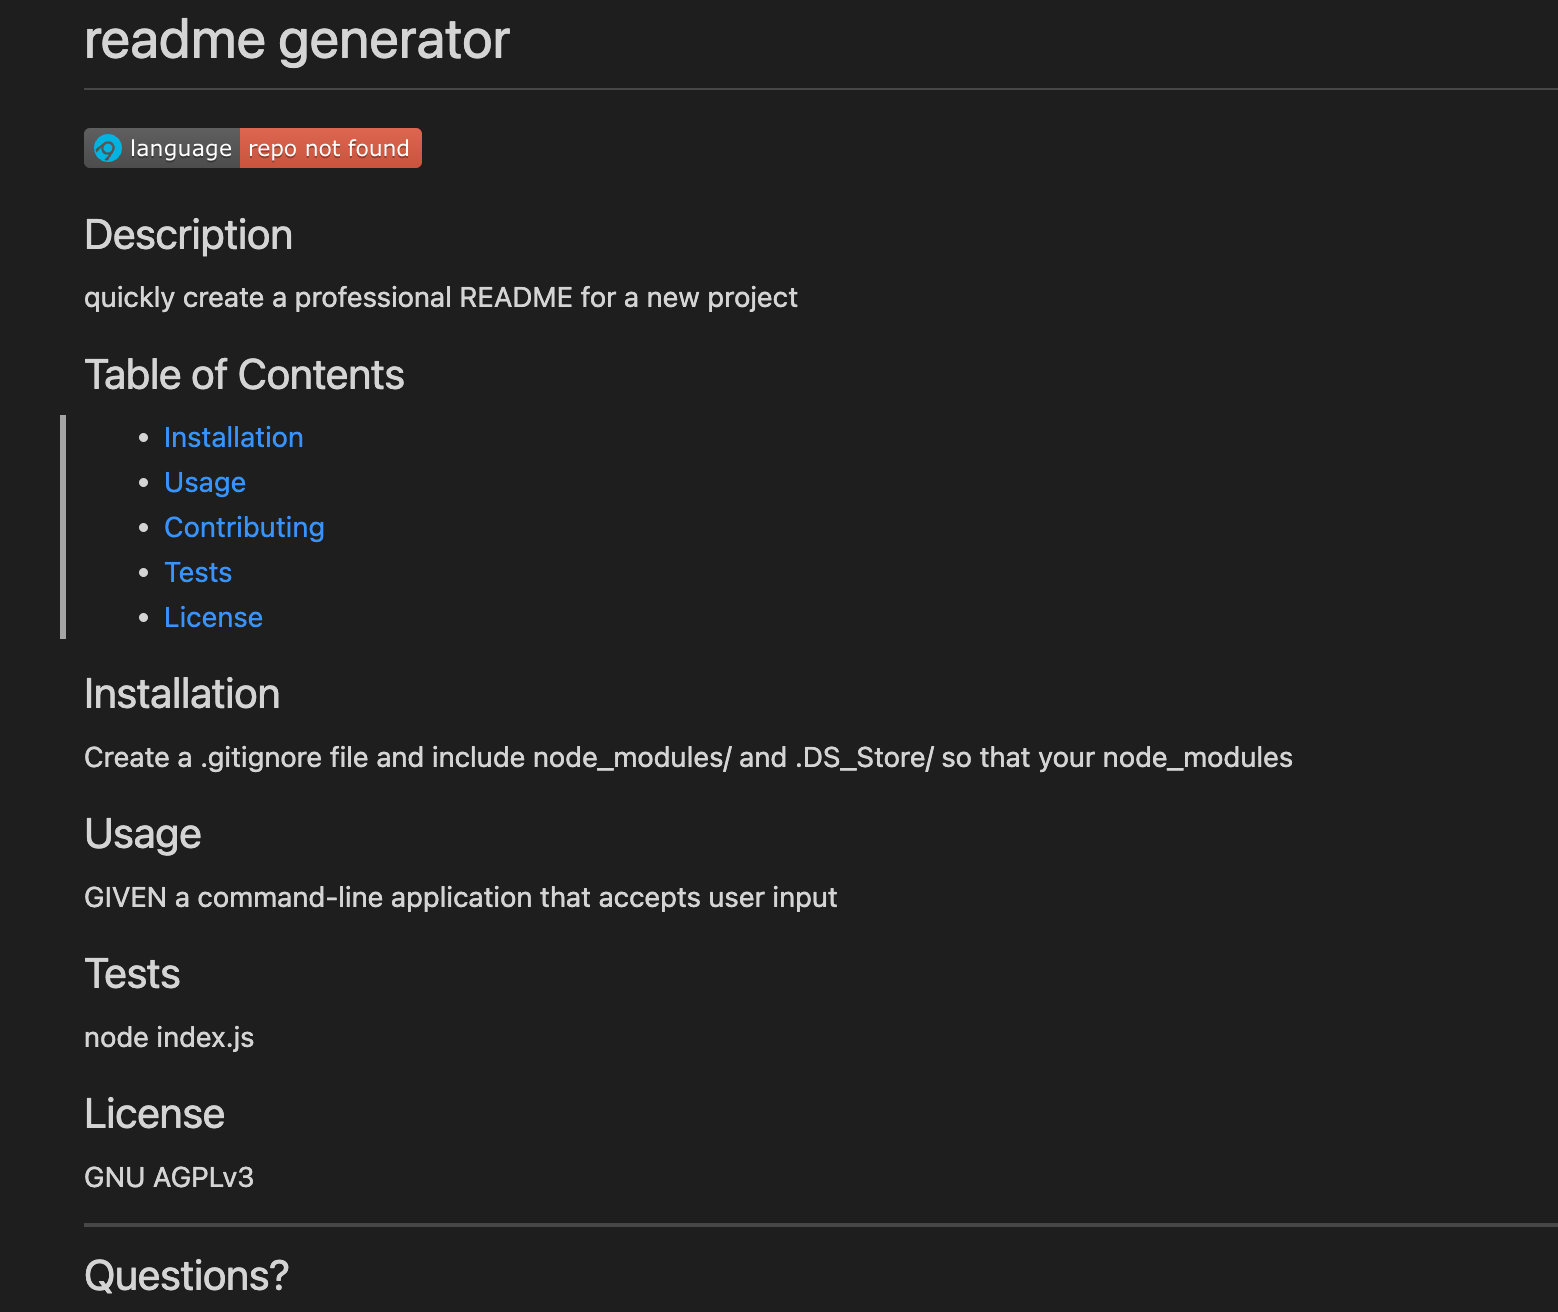 readme generator
language repo not found
Description
quickly create a professional README for a new project
Table of Contents
Installation
Usage
Contributing
Tests
License
Installation
Create a .gitignore file and include node_modules/ and .DS_Store/ so that your node_modules
Usage
GIVEN a command-line application that accepts user input
Tests
node index.js
License
GNU AGPLv3
Questions?